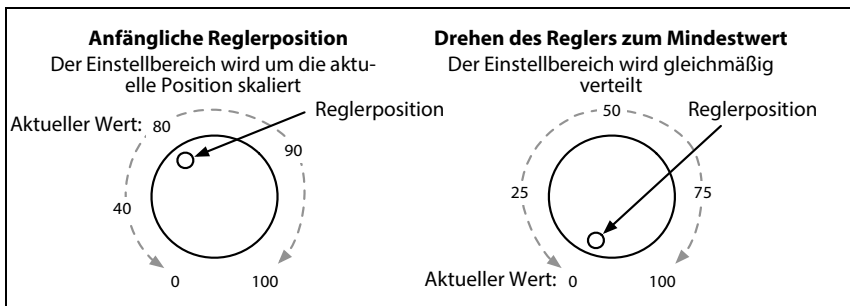 Anfängliche Reglerposition
Der Einstellbereich wird um die aktu-
elle Position skaliert
Reglerposition
Aktueller Wert: 80
90
40
0
100
Drehen des Reglers zum Mindestwert
Der Einstellbereich wird gleichmäßig
verteilt
50
Reglerposition
25
75
Aktueller Wert: 0
100